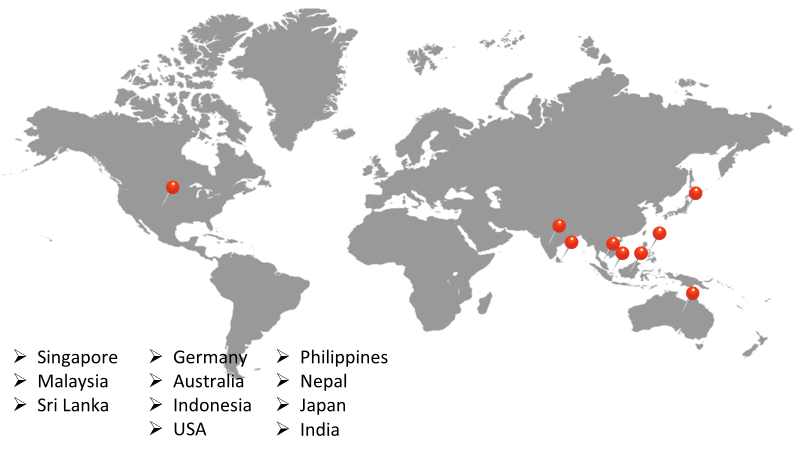 Singapore
Malaysia
Sri Lanka
Germany
Australia
Indonesia
USA
Philippines
Nepal
Japan
India